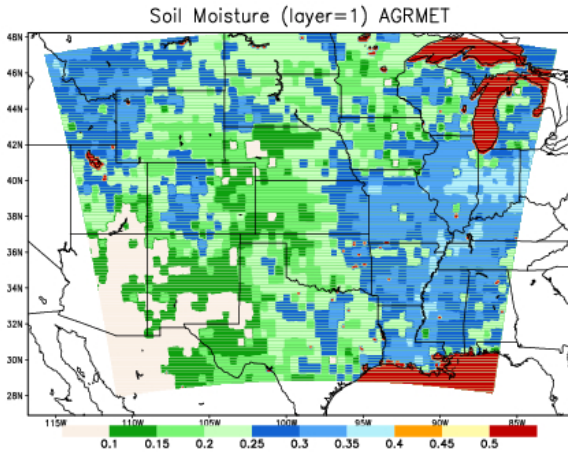 Soil Moisture (layer=1) AGRMET
48N
46N
44N
42N
40N
38N
36N
34N
32N
30N
28N
115W 110W 105W 100W 95W 90W 85W
0.1 0.15 0.2 0.25 0.3 0.35 0.4 0.45 0.5